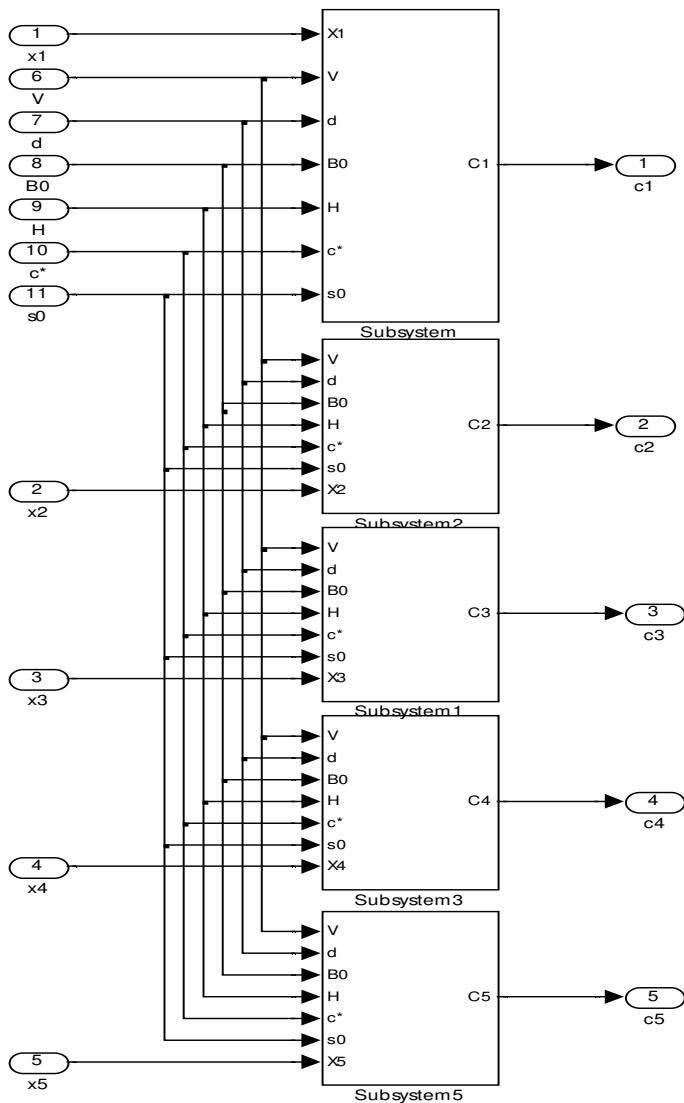 1
x1
6
V
7
d
8
B0
9
H
10
c*
11
s0
X1
V
d
B0
H
c*
s0
C1
Subsystem
1
c1
V
d
B0
H
c*
s0
X2
C2
Subsystem2
2
x2
2
c2
V
d
B0
H
c*
s0
X3
C3
Subsystem1
3
x3
3
c3
V
d
B0
H
c*
s0
X4
C4
Subsystem3
4
x4
4
c4
V
d
B0
H
c*
s0
X5
C5
Subsystem5
5
x5
5
c5